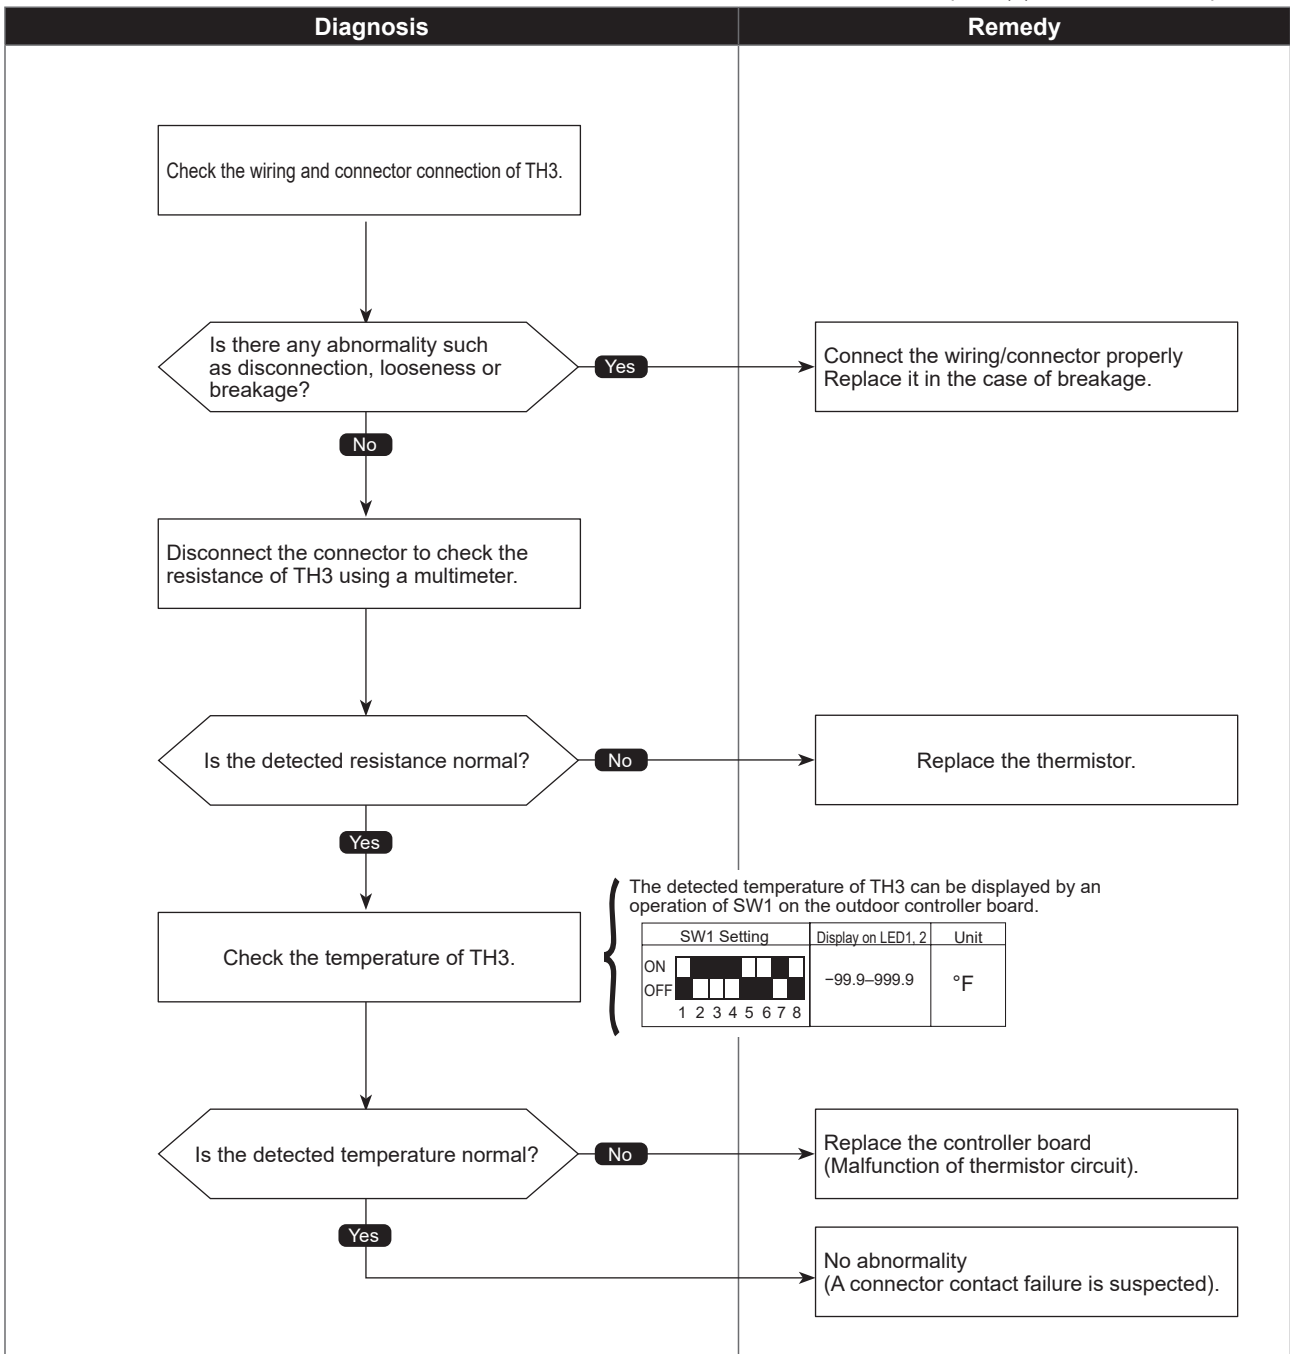 Diagnosis
Remedy
Check the wiring and connector connection of TH3.
Is there any abnormality such
as disconnection, looseness or
breakage?
Yes
Connect the wiring/connector properly
Replace it in the case of breakage.
No
Disconnect the connector to check the
resistance of TH3 using a multimeter.
Is the detected resistance normal?
No
Replace the thermistor.
Yes
The detected temperature of TH3 can be displayed by an
operation of SW1 on the outdoor controller board.
Check the temperature of TH3.
SW1 Setting
Display on LED1, 2
Unit
ON
OFF
1 2 3 4 5 6 7 8
−99.9–999.9
°F
Is the detected temperature normal?
No
Replace the controller board
(Malfunction of thermistor circuit).
Yes
No abnormality
(A connector contact failure is suspected).